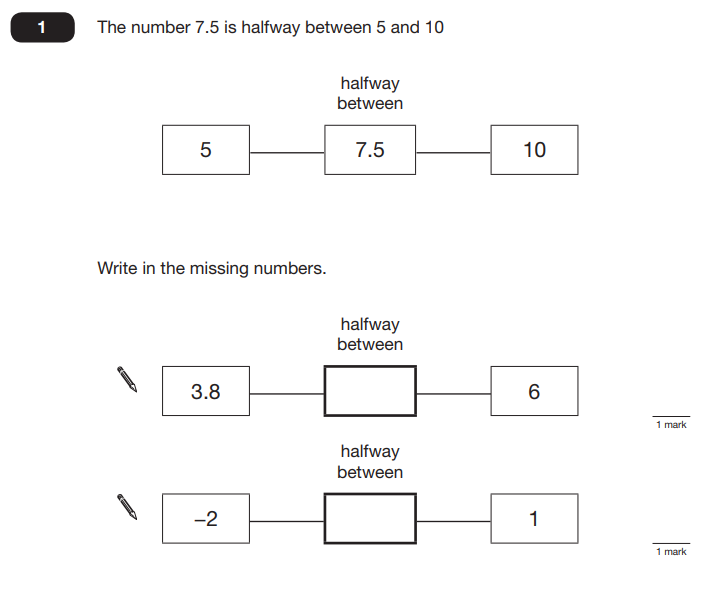 1 The number 7.5 is halfway between 5 and 10
halfway
between
5 7.5 10
Write in the missing numbers.
halfway
between
3.8 6
1 mark
halfway
between
–2 1
1 mark